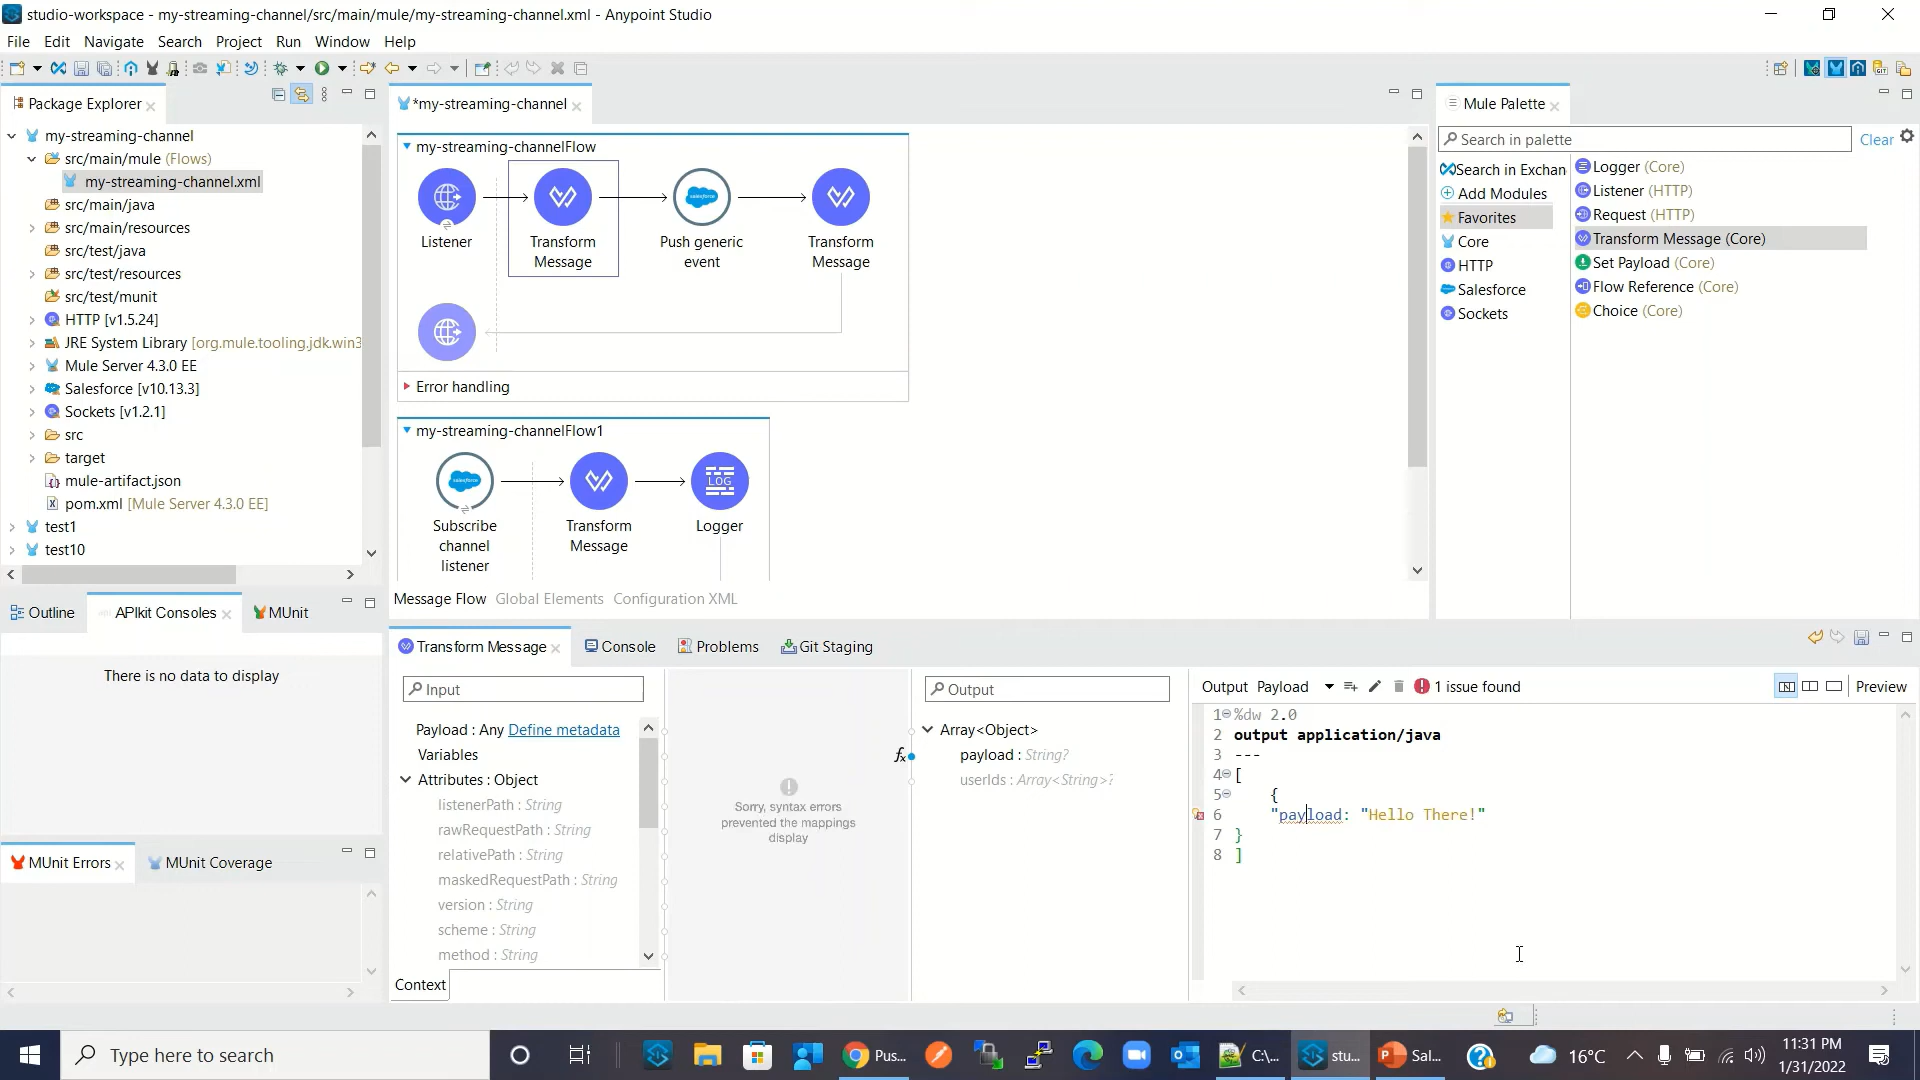 studio-workspace - my-streaming-channel/src/main/mule/my-streaming-channel.xml - Anypoint Studio
File Edit Navigate Search Project Run Window Help
Package Explorer
my-streaming-channel
src/main/mule (Flows)
my-streaming-channel.xml
src/main/java
src/main/resources
src/test/java
src/test/resources
src/test/munit
HTTP [v1.5.24]
JRE System Library [org.mule.tooling.jdk.win3
Mule Server 4.3.0 EE
Salesforce [v10.13.3]
Sockets [v1.2.1]
src
target
mule-artifact.json
pom.xml [Mule Server 4.3.0 EE]
test1
test10
*my-streaming-channel
my-streaming-channelFlow
Listener
Transform Message
salesforce
Push generic event
Transform Message
Error handling
my-streaming-channelFlow1
salesforce
Subscribe channel listener
Transform Message
LOG
Logger
Message Flow Global Elements Configuration XML
Mule Palette
Search in palette
Clear
Search in Exchan
Add Modules
Favorites
Core
HTTP
Salesforce
Sockets
Logger (Core)
Listener (HTTP)
Request (HTTP)
Transform Message (Core)
Set Payload (Core)
Flow Reference (Core)
Choice (Core)
Outline APIkit Consoles MUnit
There is no data to display
MUnit Errors MUnit Coverage
Transform Message Console Problems Git Staging
Input
Payload : Any Define metadata
Variables
Attributes : Object
listenerPath : String
rawRequestPath : String
relativePath : String
maskedRequestPath : String
version : String
scheme : String
method : String
Context
Sorry, syntax errors
prevented the mappings
display
fx
Output
Array<Object>
payload : String?
userIds : Array<String>?
Output Payload 1 issue found Preview
1 %dw 2.0
2 output application/java
3 ---
4 [
5 {
6 "payload: "Hello There!"
7 }
8 ]
Type here to search
Pus...
C:\...
stu...
Sal...
16°C
11:31 PM
1/31/2022